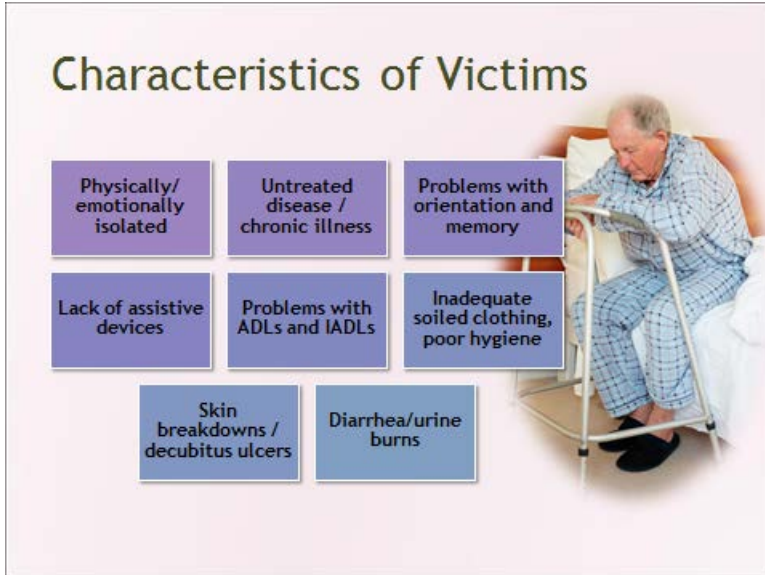 Characteristics of Victims
Physically/
emotionally
isolated
Untreated
disease /
chronic illness
Problems with
orientation and
memory
Lack of assistive
devices
Problems with
ADLs and IADLs
Inadequate
soiled clothing,
poor hygiene
Skin
breakdowns /
decubitus ulcers
Diarrhea/urine
burns